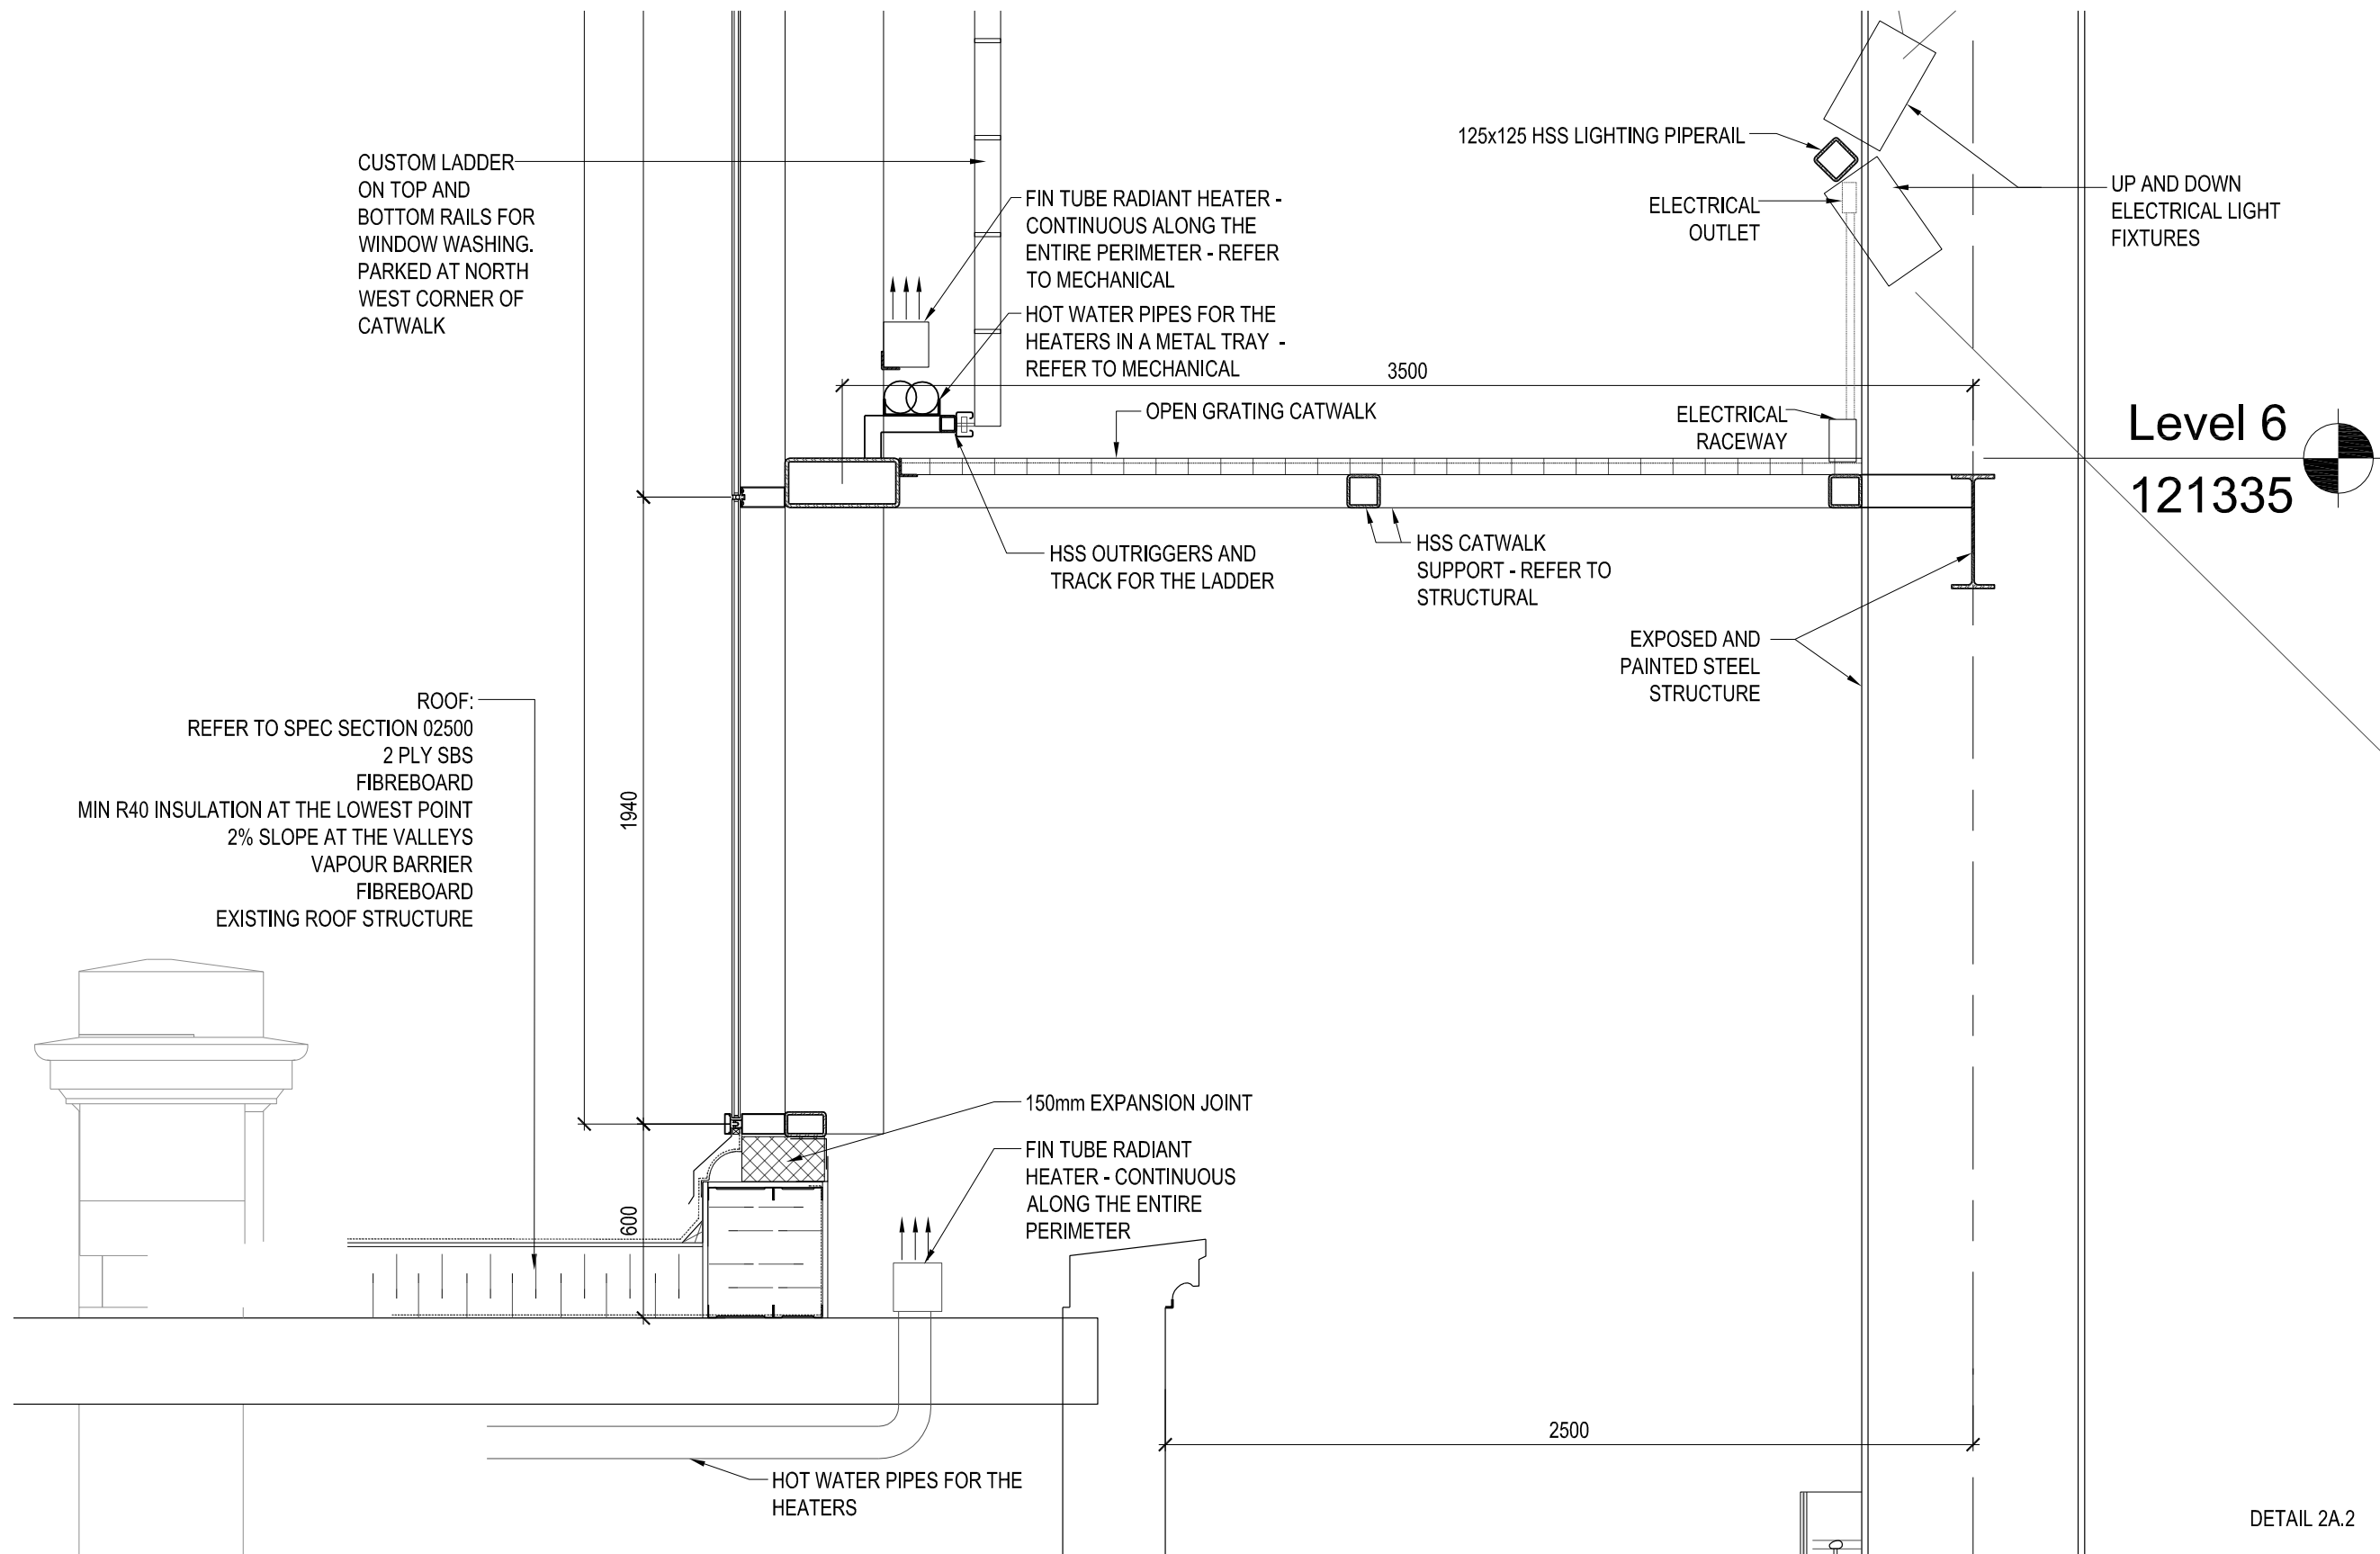 CUSTOM LADDER
ON TOP AND
BOTTOM RAILS FOR
WINDOW WASHING.
PARKED AT NORTH
WEST CORNER OF
CATWALK
FIN TUBE RADIANT HEATER -
CONTINUOUS ALONG THE
ENTIRE PERIMETER - REFER
TO MECHANICAL
HOT WATER PIPES FOR THE
HEATERS IN A METAL TRAY -
REFER TO MECHANICAL
125x125 HSS LIGHTING PIPERAIL
ELECTRICAL
OUTLET
UP AND DOWN
ELECTRICAL LIGHT
FIXTURES
3500
OPEN GRATING CATWALK
ELECTRICAL
RACEWAY
Level 6
121335
HSS OUTRIGGERS AND
TRACK FOR THE LADDER
HSS CATWALK
SUPPORT - REFER TO
STRUCTURAL
EXPOSED AND
PAINTED STEEL
STRUCTURE
ROOF:
REFER TO SPEC SECTION 02500
2 PLY SBS
FIBREBOARD
MIN R40 INSULATION AT THE LOWEST POINT
2% SLOPE AT THE VALLEYS
VAPOUR BARRIER
FIBREBOARD
EXISTING ROOF STRUCTURE
1940
150mm EXPANSION JOINT
FIN TUBE RADIANT
HEATER - CONTINUOUS
ALONG THE ENTIRE
PERIMETER
600
2500
HOT WATER PIPES FOR THE
HEATERS
DETAIL 2A.2